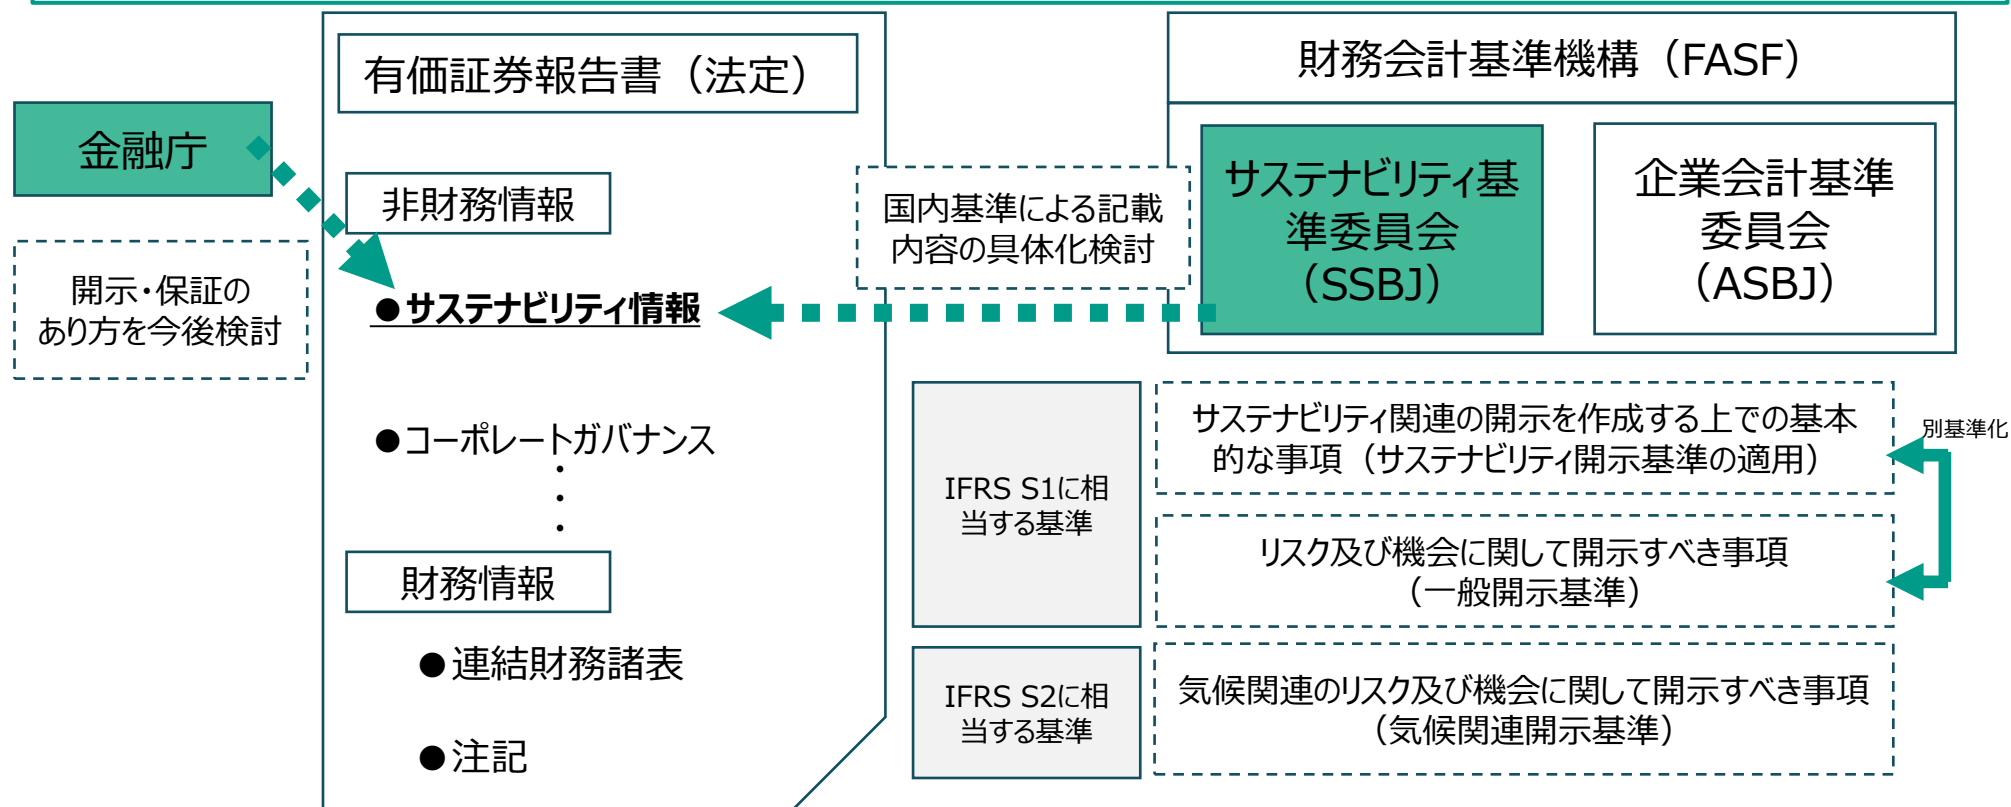 金融庁
開示・保証の
あり方を今後検討
有価証券報告書（法定）
非財務情報
●サステナビリティ情報
●コーポレートガバナンス
・
・
・
財務情報
●連結財務諸表
●注記
国内基準による記載
内容の具体化検討
財務会計基準機構（FASF）
サステナビリティ基
準委員会
（SSBJ）
企業会計基準
委員会
（ASBJ）
IFRS S1に相
当する基準
サステナビリティ関連の開示を作成する上での基本
的な事項（サステナビリティ開示基準の適用）
別基準化
リスク及び機会に関して開示すべき事項
（一般開示基準）
IFRS S2に相
当する基準
気候関連のリスク及び機会に関して開示すべき事項
（気候関連開示基準）